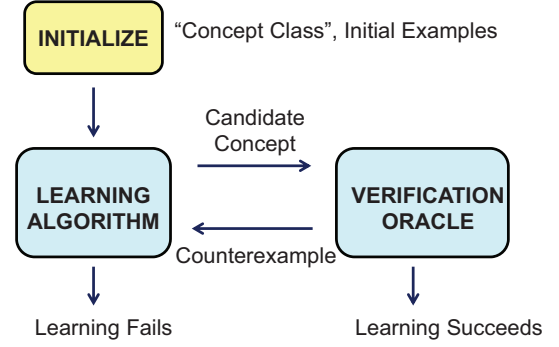 INITIALIZE
“Concept Class”, Initial Examples
Candidate
Concept
LEARNING
ALGORITHM
VERIFICATION
ORACLE
Counterexample
Learning Fails
Learning Succeeds